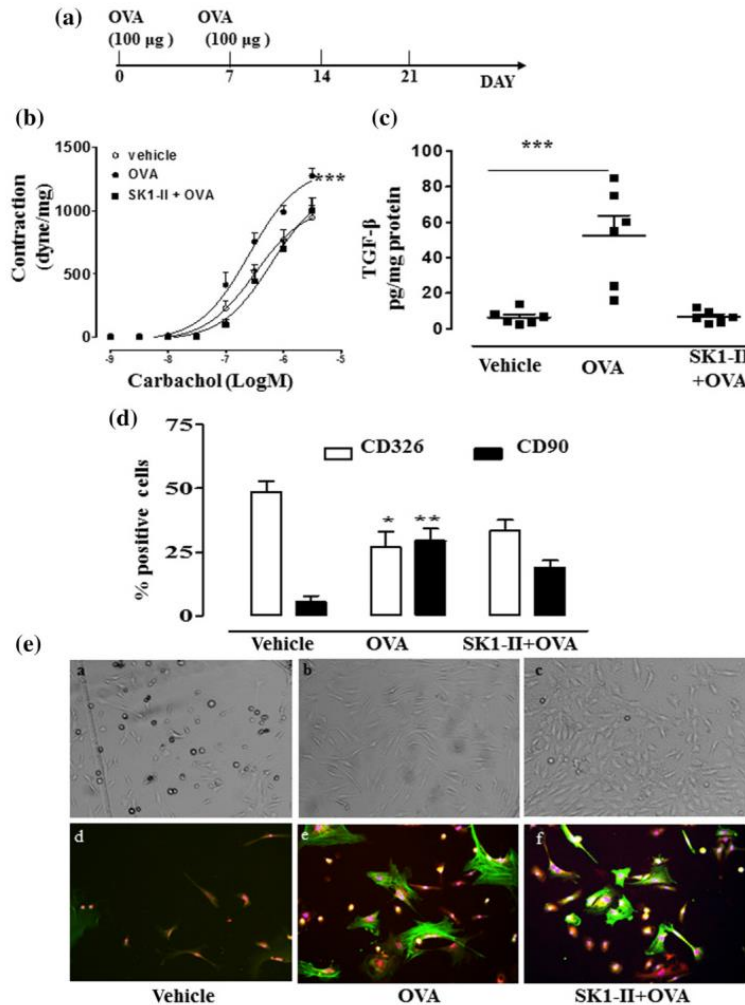 (a)
OVA OVA
(100 µg ) (100 µg )
0 7 14 21 DAY
(b)
1500
1000
500
0
Contraction
(dyne/mg)
vehicle
OVA
SK1-II + OVA
***
-9 -8 -7 -6 -5
Carbachol (LogM)
(c)
100
80
60
40
20
0
TGF-β
pg/mg protein
***
Vehicle OVA SK1-II
+OVA
(d)
75
50
25
0
% positive cells
CD326 CD90
* **
Vehicle OVA SK1-II+OVA
(e)
a b c
d e f
Vehicle OVA SK1-II+OVA